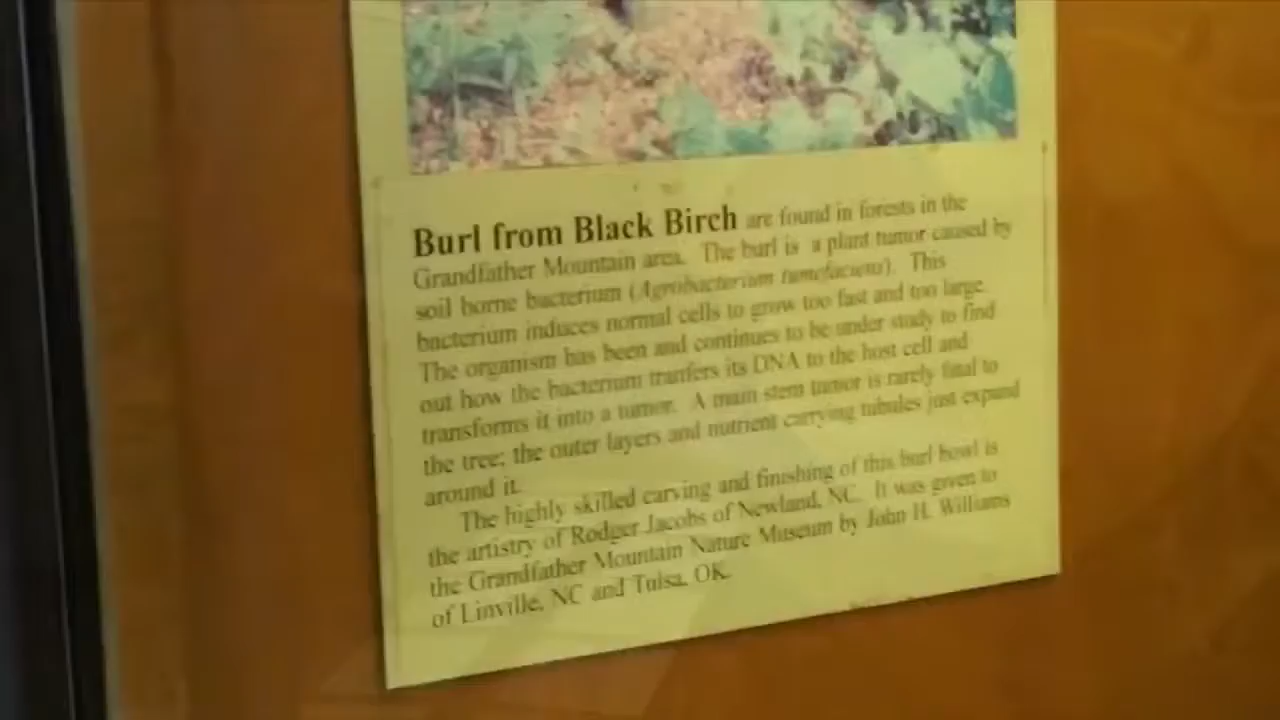 Burl from Black Birch are found in forests in the
Grandfather Mountain area. The burl is a plant tumor caused by
soil borne bacterium (Agrobacterium tumefaciens). This
bacterium induces normal cells to grow too fast and too large.
The organism has been and continues to be under study to find
out how the bacterium tranfers its DNA to the host cell and
transforms it into a tumor. A main stem tumor is rarely fatal to
the tree; the outer layers and nutrient carrying tubules just expand
around it.
The highly skilled carving and finishing of this burl bowl is
the artistry of Rodger Jacobs of Newland, NC. It was given to
the Grandfather Mountain Nature Museum by John H. Williams
of Linville, NC and Tulsa, OK.